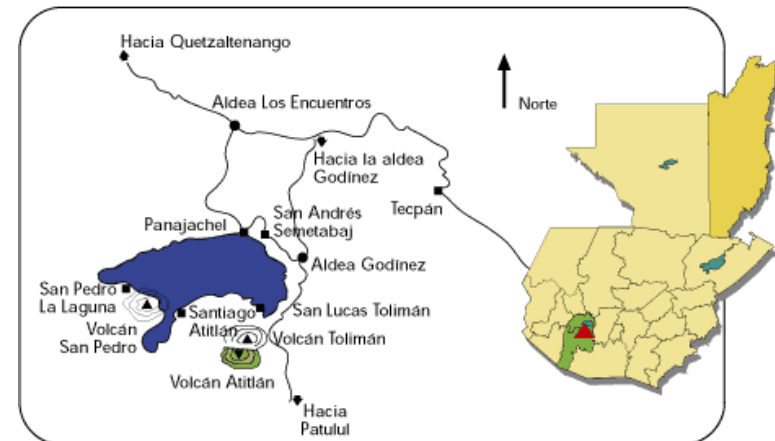 Hacia Quetzaltenango
Norte
Aldea Los Encuentros
Hacia la aldea
Godínez
Tecpán
San Andrés
Semetabaj
Panajachel
Aldea Godínez
San Pedro
La Laguna
Santiago
Atitlán
San Lucas Tolimán
Volcán
San Pedro
Volcán Tolimán
Volcán Atitlán
Hacia
Patulul